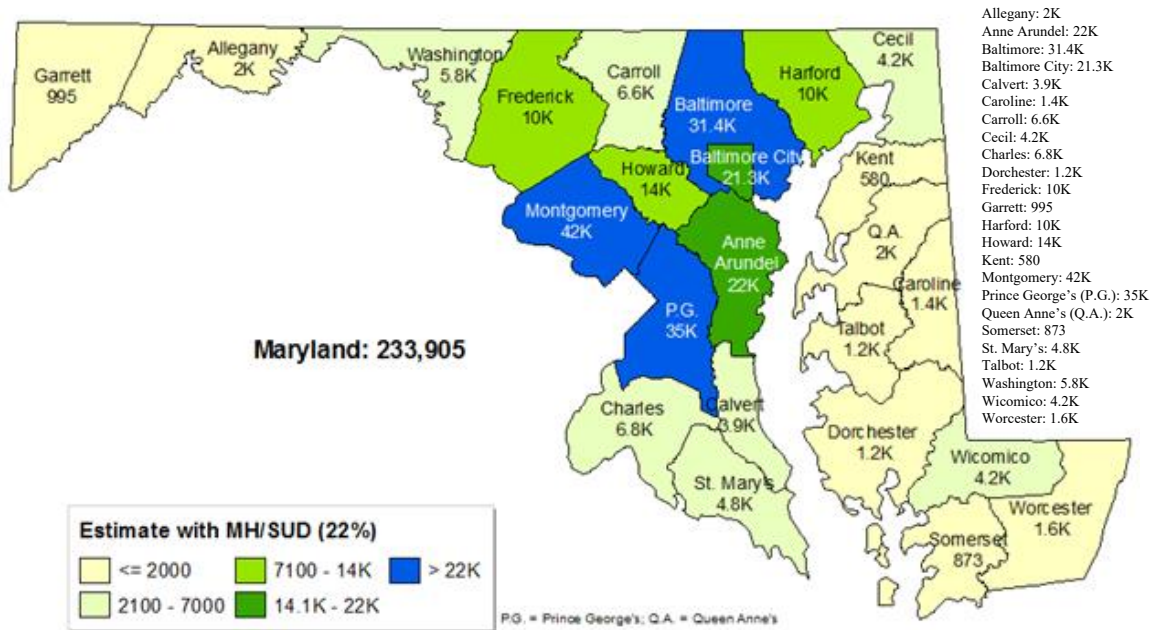 Garrett
995
Allegany
2K
Washington
5.8K
Frederick
10K
Carroll
6.6K
Baltimore
31.4K
Harford
10K
Cecil
4.2K
Howard
14K
Baltimore City
21.3K
Kent
580
Montgomery
42K
Anne
Arundel
22K
Q.A.
2K
Caroline
1.4K
P.G.
35K
Talbot
1.2K
Maryland: 233,905
Charles
6.8K
Calvert
3.9K
Dorchester
1.2K
St. Mary's
4.8K
Wicomico
4.2K
Worcester
1.6K
Somerset
873
Allegany: 2K
Anne Arundel: 22K
Baltimore: 31.4K
Baltimore City: 21.3K
Calvert: 3.9K
Caroline: 1.4K
Carroll: 6.6K
Cecil: 4.2K
Charles: 6.8K
Dorchester: 1.2K
Frederick: 10K
Garrett: 995
Harford: 10K
Howard: 14K
Kent: 580
Montgomery: 42K
Prince George’s (P.G.): 35K
Queen Anne’s (Q.A.): 2K
Somerset: 873
St. Mary’s: 4.8K
Talbot: 1.2K
Washington: 5.8K
Wicomico: 4.2K
Worcester: 1.6K
Estimate with MH/SUD (22%)
<= 2000
7100 - 14K
> 22K
2100 - 7000
14.1K - 22K
P.G. = Prince George's; Q.A. = Queen Anne's